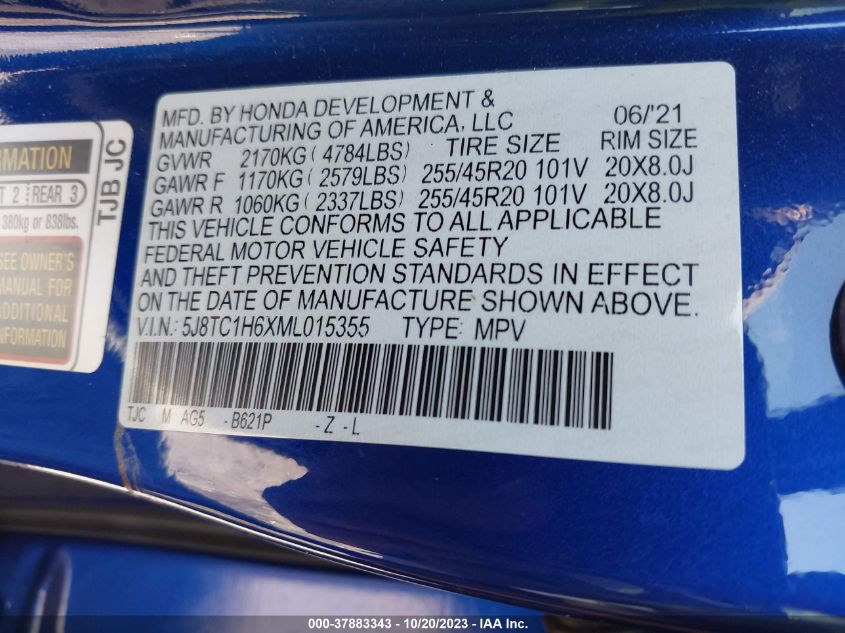 MFD. BY HONDA DEVELOPMENT &
MANUFACTURING OF AMERICA, LLC 06/'21
GVWR 2170KG ( 4784LBS) TIRE SIZE RIM SIZE
GAWR F 1170KG ( 2579LBS) 255/45R20 101V 20X8.0J
GAWR R 1060KG ( 2337LBS) 255/45R20 101V 20X8.0J
THIS VEHICLE CONFORMS TO ALL APPLICABLE
FEDERAL MOTOR VEHICLE SAFETY
AND THEFT PREVENTION STANDARDS IN EFFECT
ON THE DATE OF MANUFACTURE SHOWN ABOVE.
V.I.N.: 5J8TC1H6XML015355 TYPE: MPV
TJC M AG5 -B621P -Z -L
REAR 3
380kg or 838lbs.
SEE OWNER'S
MANUAL FOR
ADDITIONAL
INFORMATION
TJB JC
000-37883343 - 10/20/2023 - IAA Inc.